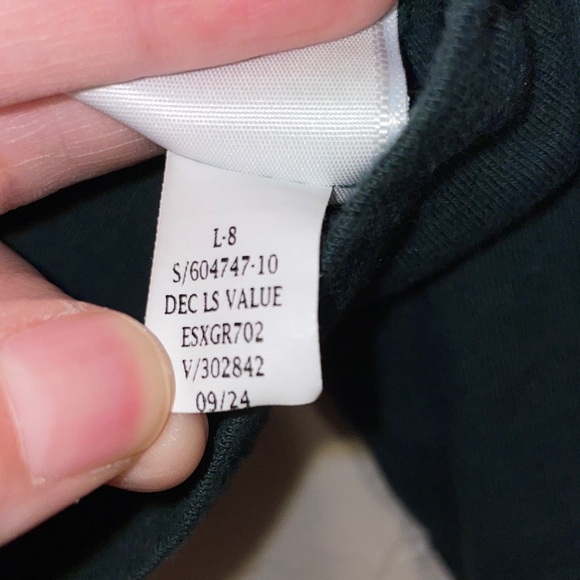 L-8
S/604747-10
DEC LS VALUE
ESXGR702
V/302842
09/24